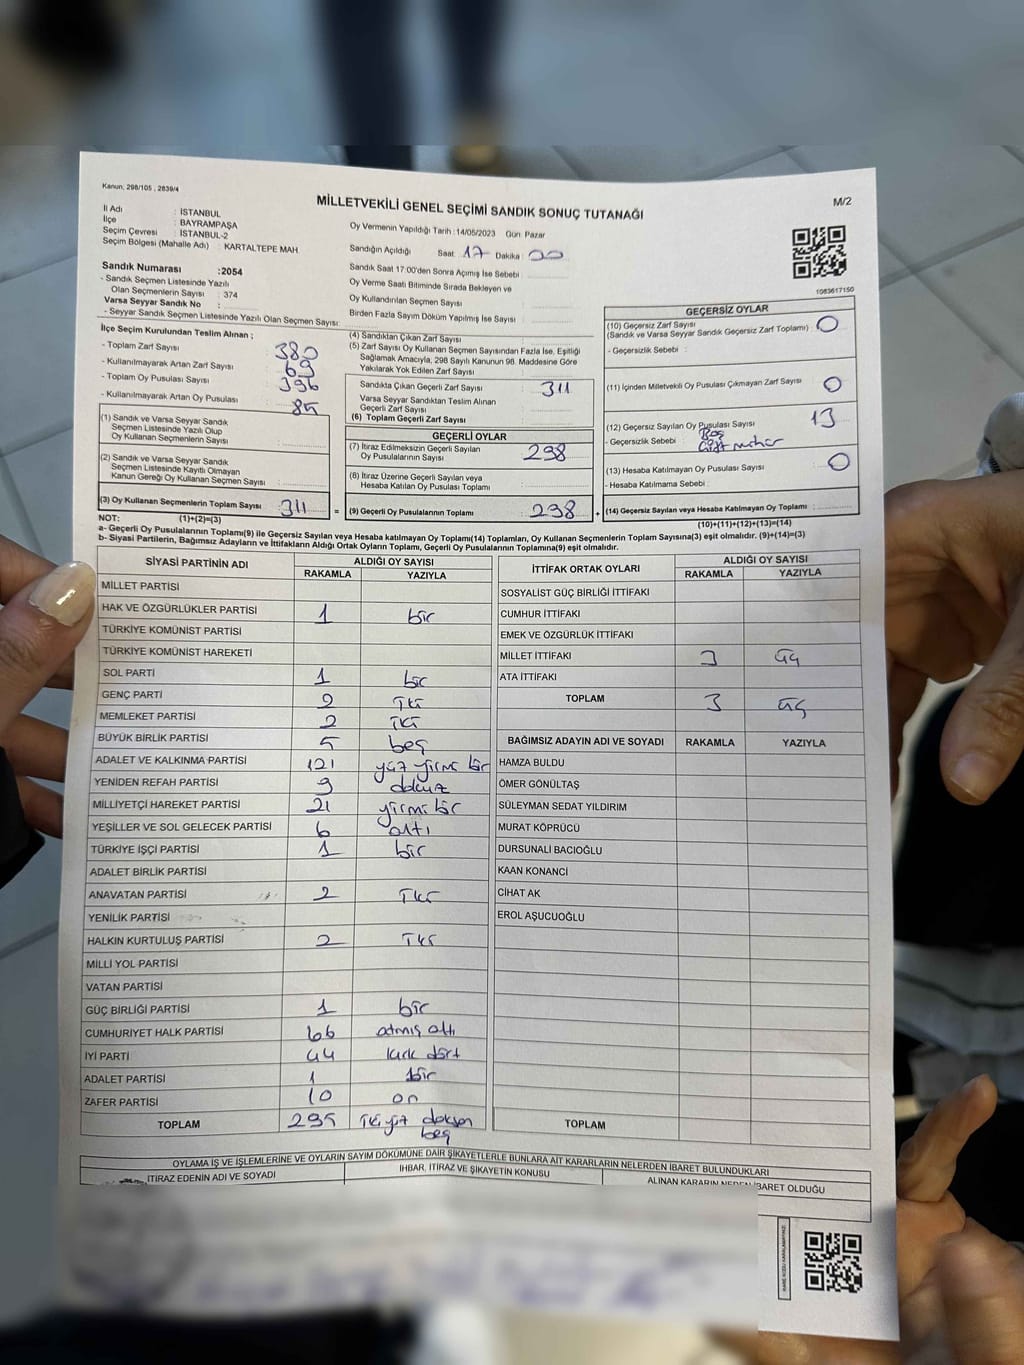 Kanun; 298/105 , 2839/4
MİLLETVEKİLİ GENEL SEÇİMİ SANDIK SONUÇ TUTANAĞI
M/2
İl Adı : İSTANBUL
İlçe : BAYRAMPAŞA
Seçim Çevresi : İSTANBUL-2
Seçim Bölgesi (Mahalle Adı) : KARTALTEPE MAH
Sandık Numarası :2054
- Sandık Seçmen Listesinde Yazılı
Olan Seçmenlerin Sayısı : 374
Varsa Seyyar Sandık No :
- Seyyar Sandık Seçmen Listesinde Yazılı Olan Seçmen Sayısı:
Oy Vermenin Yapıldığı Tarih :14/05/2023 Gün: Pazar
Sandığın Açıldığı Saat: 17 Dakika : 00
Sandık Saat 17:00'den Sonra Açımış İse Sebebi :
Oy Verme Saati Bitiminde Sırada Bekleyen ve
Oy Kullandırılan Seçmen Sayısı :
Birden Fazla Sayım Döküm Yapılmış İse Sayısı :
1083617150
İlçe Seçim Kurulundan Teslim Alınan ;
- Toplam Zarf Sayısı : 380
- Kullanılmayarak Artan Zarf Sayısı : 69
- Toplam Oy Pusulası Sayısı : 396
- Kullanılmayarak Artan Oy Pusulası : 85
(1) Sandık ve Varsa Seyyar Sandık
Seçmen Listesinde Yazılı Olup
Oy Kullanan Seçmenlerin Sayısı :
(2) Sandık ve Varsa Seyyar Sandık
Seçmen Listesinde Kayıtlı Olmayan
Kanun Gereği Oy Kullanan Seçmen Sayısı :
(3) Oy Kullanan Seçmenlerin Toplam Sayısı : 311 =
(1)+(2)=(3)
(4) Sandıktan Çıkan Zarf Sayısı :
(5) Zarf Sayısı Oy Kullanan Seçmen Sayısından Fazla İse, Eşitliği
Sağlamak Amacıyla, 298 Sayılı Kanunun 98. Maddesine Göre
Yakılarak Yok Edilen Zarf Sayısı :
Sandıkta Çıkan Geçerli Zarf Sayısı : 311
Varsa Seyyar Sandıktan Teslim Alınan
Geçerli Zarf Sayısı :
(6) Toplam Geçerli Zarf Sayısı :
GEÇERLİ OYLAR
(7) İtiraz Edilmeksizin Geçerli Sayılan
Oy Pusulalarının Sayısı : 298
(8) İtiraz Üzerine Geçerli Sayılan veya
Hesaba Katılan Oy Pusulası Toplamı :
(9) Geçerli Oy Pusulalarının Toplamı : 298 +
GEÇERSİZ OYLAR
(10) Geçersiz Zarf Sayısı : 0
(Sandık ve Varsa Seyyar Sandık Geçersiz Zarf Toplamı)
- Geçersizlik Sebebi :
(11) İçinden Milletvekili Oy Pusulası Çıkmayan Zarf Sayısı : 0
(12) Geçersiz Sayılan Oy Pusulası Sayısı : 13
- Geçersizlik Sebebi : Boş
Çift mühür
(13) Hesaba Katılmayan Oy Pusulası Sayısı : 0
- Hesaba Katılmama Sebebi :
(14) Geçersiz Sayılan veya Hesaba Katılmayan Oy Toplamı :
(10)+(11)+(12)+(13)=(14)
NOT:
a- Geçerli Oy Pusulalarının Toplamı(9) ile Geçersiz Sayılan veya Hesaba Katılmayan Oy Toplamı(14) Toplamları, Oy Kullanan Seçmenlerin Toplam Sayısına(3) eşit olmalıdır. (9)+(14)=(3)
b- Siyasi Partilerin, Bağımsız Adayların ve İttifakların Aldığı Ortak Oyların Toplamı, Geçerli Oy Pusulalarının Toplamına(9) eşit olmalıdır.
SİYASİ PARTİNİN ADI ALDIĞI OY SAYISI
RAKAMLA YAZIYLA
MİLLET PARTİSİ
HAK VE ÖZGÜRLÜKLER PARTİSİ 1 bir
TÜRKİYE KOMÜNİST PARTİSİ
TÜRKİYE KOMÜNİST HAREKETİ
SOL PARTİ 1 bir
GENÇ PARTİ 2 iki
MEMLEKET PARTİSİ 2 iki
BÜYÜK BİRLİK PARTİSİ 5 beş
ADALET VE KALKINMA PARTİSİ 121 yüz yirmi bir
YENİDEN REFAH PARTİSİ 9 dokuz
MİLLİYETÇİ HAREKET PARTİSİ 21 yirmi bir
YEŞİLLER VE SOL GELECEK PARTİSİ 6 altı
TÜRKİYE İŞÇİ PARTİSİ 1 bir
ADALET BİRLİK PARTİSİ
ANAVATAN PARTİSİ 2 iki
YENİLİK PARTİSİ
HALKIN KURTULUŞ PARTİSİ 2 iki
MİLLİ YOL PARTİSİ
VATAN PARTİSİ
GÜÇ BİRLİĞİ PARTİSİ 1 bir
CUMHURİYET HALK PARTİSİ 66 atmış altı
İYİ PARTİ 44 kırk dört
ADALET PARTİSİ 1 bir
ZAFER PARTİSİ 10 on
TOPLAM 295 iki yüz doksan
beş
İTTİFAK ORTAK OYLARI ALDIĞI OY SAYISI
RAKAMLA YAZIYLA
SOSYALİST GÜÇ BİRLİĞİ İTTİFAKI
CUMHUR İTTİFAKI
EMEK VE ÖZGÜRLÜK İTTİFAKI
MİLLET İTTİFAKI 3 üç
ATA İTTİFAKI
TOPLAM 3 üç
BAĞIMSIZ ADAYIN ADI VE SOYADI RAKAMLA YAZIYLA
HAMZA BULDU
ÖMER GÖNÜLTAŞ
SÜLEYMAN SEDAT YILDIRIM
MURAT KÖPRÜCÜ
DURSUNALİ BACIOĞLU
KAAN KONANCİ
CİHAT AK
EROL AŞUCUOĞLU
TOPLAM
OYLAMA İŞ VE İŞLEMLERİNE VE OYLARIN SAYIM DÖKÜMÜNE DAİR ŞİKAYETLERLE BUNLARA AİT KARARLARIN NELERDEN İBARET BULUNDUKLARI
İTİRAZ EDENİN ADI VE SOYADI İHBAR, İTİRAZ VE ŞİKAYETİN KONUSU ALINAN KARARIN NEDEN İBARET OLDUĞU